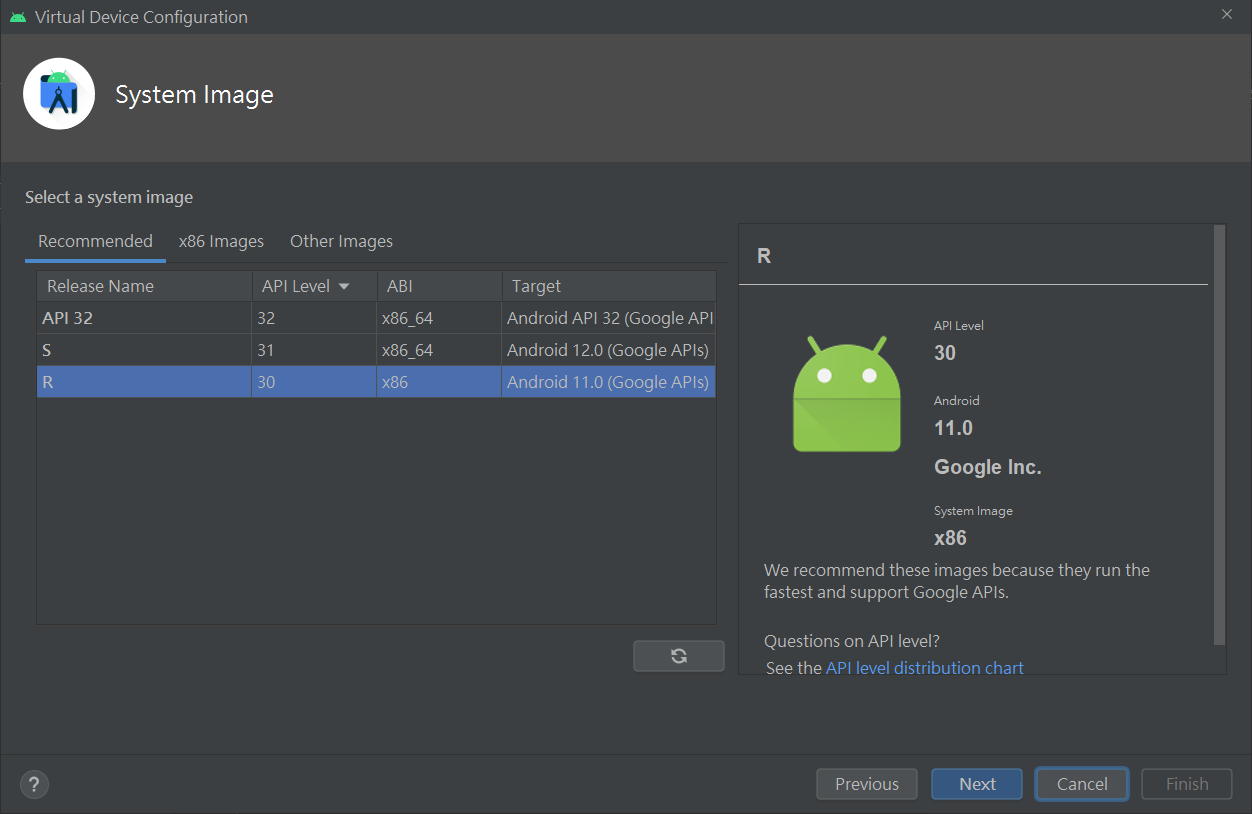 Virtual Device Configuration
System Image
Select a system image
Recommended x86 Images Other Images
Release Name API Level ABI Target
API 32 32 x86_64 Android API 32 (Google API
S 31 x86_64 Android 12.0 (Google APIs)
R 30 x86 Android 11.0 (Google APIs)
R
API Level
30
Android
11.0
Google Inc.
System Image
x86
We recommend these images because they run the
fastest and support Google APIs.
Questions on API level?
See the API level distribution chart
? Previous Next Cancel Finish